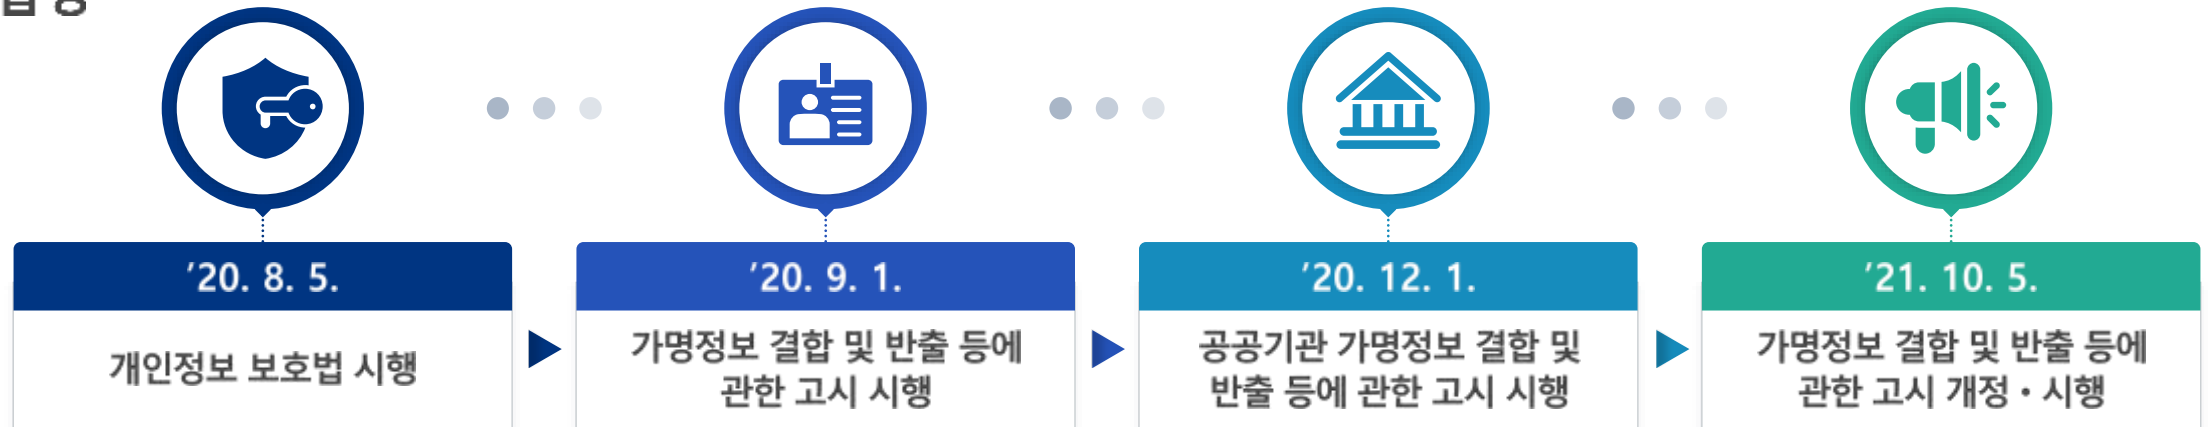 ’20. 8. 5.
개인정보 보호법 시행
’20. 9. 1.
가명정보 결합 및 반출 등에
관한 고시 시행
’20. 12. 1.
공공기관 가명정보 결합 및
반출 등에 관한 고시 시행
’21. 10. 5.
가명정보 결합 및 반출 등에
관한 고시 개정 • 시행